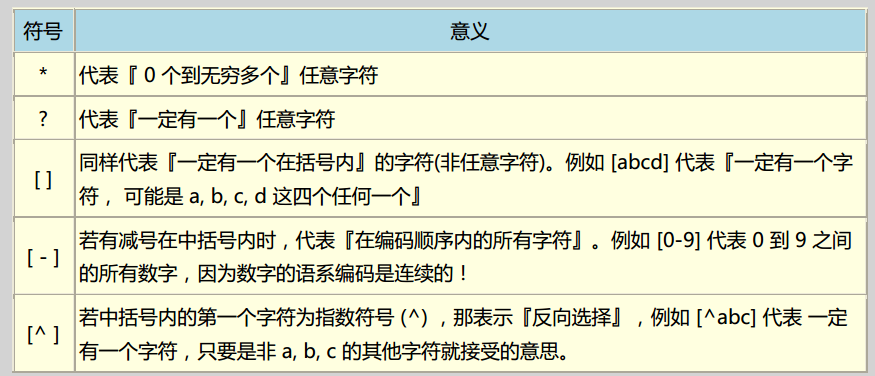 符号 意义
* 代表『 0 个到无穷多个』任意字符
? 代表『一定有一个』任意字符
同样代表『一定有一个在括号内』的字符(非任意字符)。例如 [abcd] 代表『一定有一个字
[ ]
符， 可能是 a, b, c, d 这四个任何一个』
若有减号在中括号内时，代表『在编码顺序内的所有字符』。例如 [0-9] 代表 0 到 9 之间
[ - ]
的所有数字，因为数字的语系编码是连续的！
若中括号内的第一个字符为指数符号 (^) ，那表示『反向选择』，例如 [^abc] 代表 一定
[^ ]
有一个字符，只要是非 a, b, c 的其他字符就接受的意思。